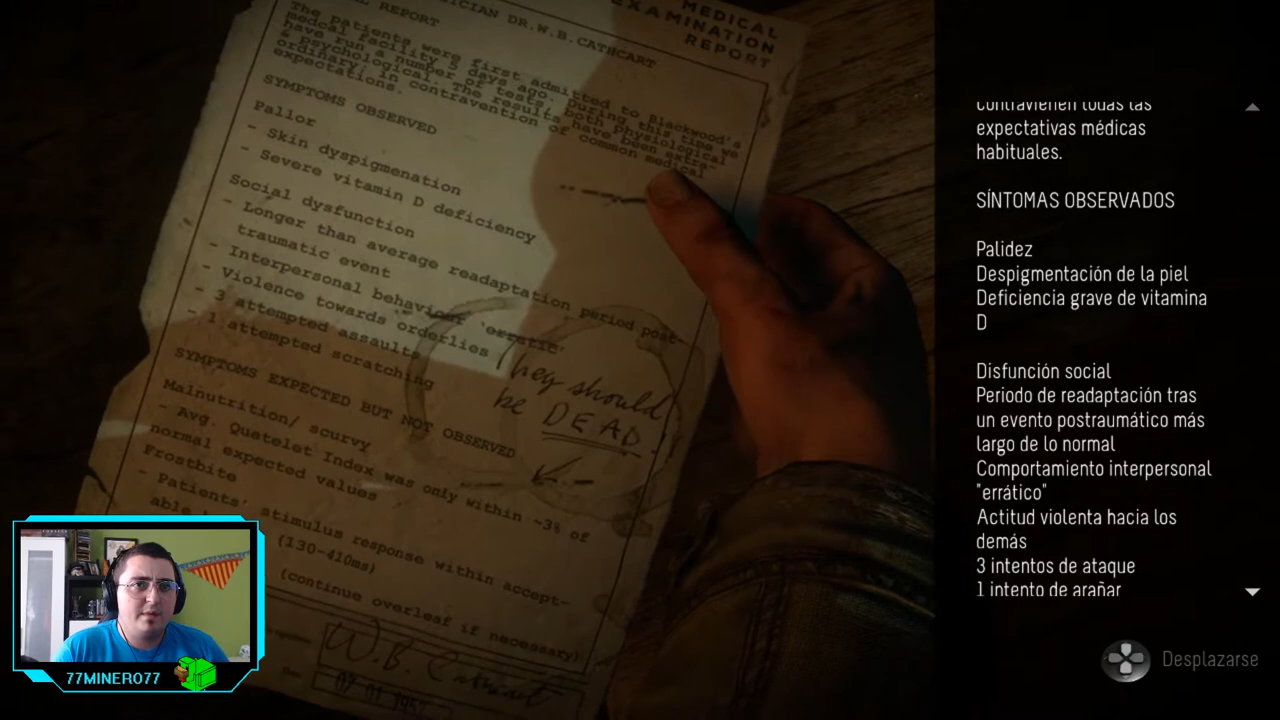 MEDICAL
EXAMINATION
REPORT
DR.W.B.CATHCART
REPORT
The patients were first admitted to Blackwood's
medical facility 5 days ago. During this time we
have run a number of tests, both physiological
& psychological. The results have been extra-
ordinary, in contravention of common medical
expectations.
SYMPTOMS OBSERVED
Pallor
- Skin dyspigmenation
- Severe vitamin D deficiency
Social dysfunction
- Longer than average readaptation period post-
traumatic event
- Interpersonal behaviour 'erratic'
- Violence towards orderlies
- 3 attempted assaults
- 1 attempted scratching
They should
be DEAD
SYMPTOMS EXPECTED BUT NOT OBSERVED
Malnutrition/ scurvy
- Avg. Quetelet Index was only within ~3% of
normal expected values
Frostbite
- Patients' stimulus response within accept-
able
(130-410ms)
(continue overleaf if necessary)
W.B.
contravienen todas las
expectativas médicas
habituales.
SÍNTOMAS OBSERVADOS
Palidez
Despigmentación de la piel
Deficiencia grave de vitamina
D
Disfunción social
Periodo de readaptación tras
un evento postraumático más
largo de lo normal
Comportamiento interpersonal
"errático"
Actitud violenta hacia los
demás
3 intentos de ataque
1 intento de arañar
Desplazarse
77MINERO77